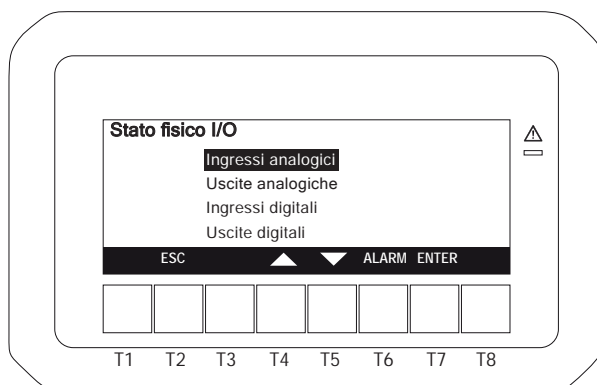 Stato fisico I/O
Ingressi analogici
Uscite analogiche
Ingressi digitali
Uscite digitali
ESC ALARM ENTER
T1 T2 T3 T4 T5 T6 T7 T8